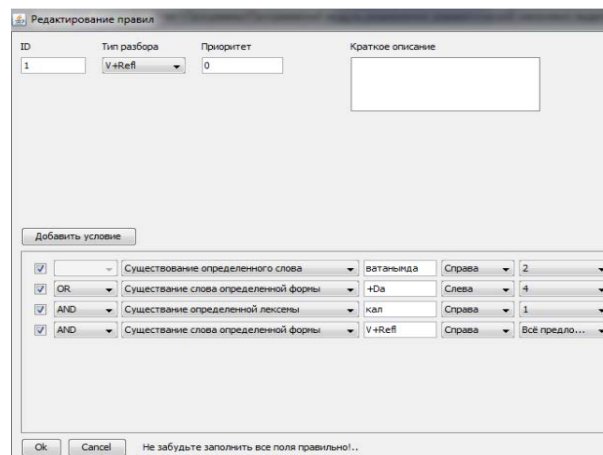 Редактирование правил
ID Тип разбора Приоритет Краткое описание
1 V+Refl 0
Добавить условие
Существование определенного слова ватанымда Справа 2
OR Существание слова определенной формы +Da Слева 4
AND Существание определенной лексемы кал Справа 1
AND Существание слова определенной формы V+Refl Справа Всё предло...
Ok Cancel Не забудьте заполнить все поля правильно!..